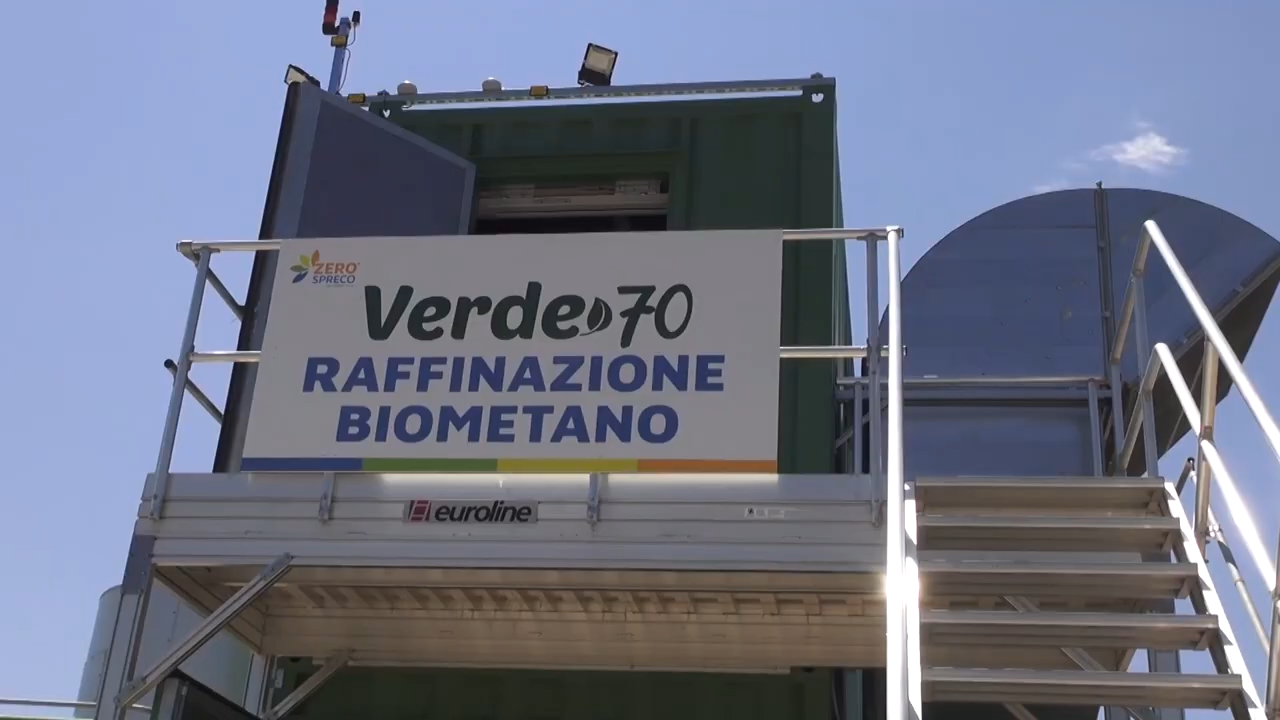 ZERO
SPRECO
Verde 70
RAFFINAZIONE
BIOMETANO
euroline